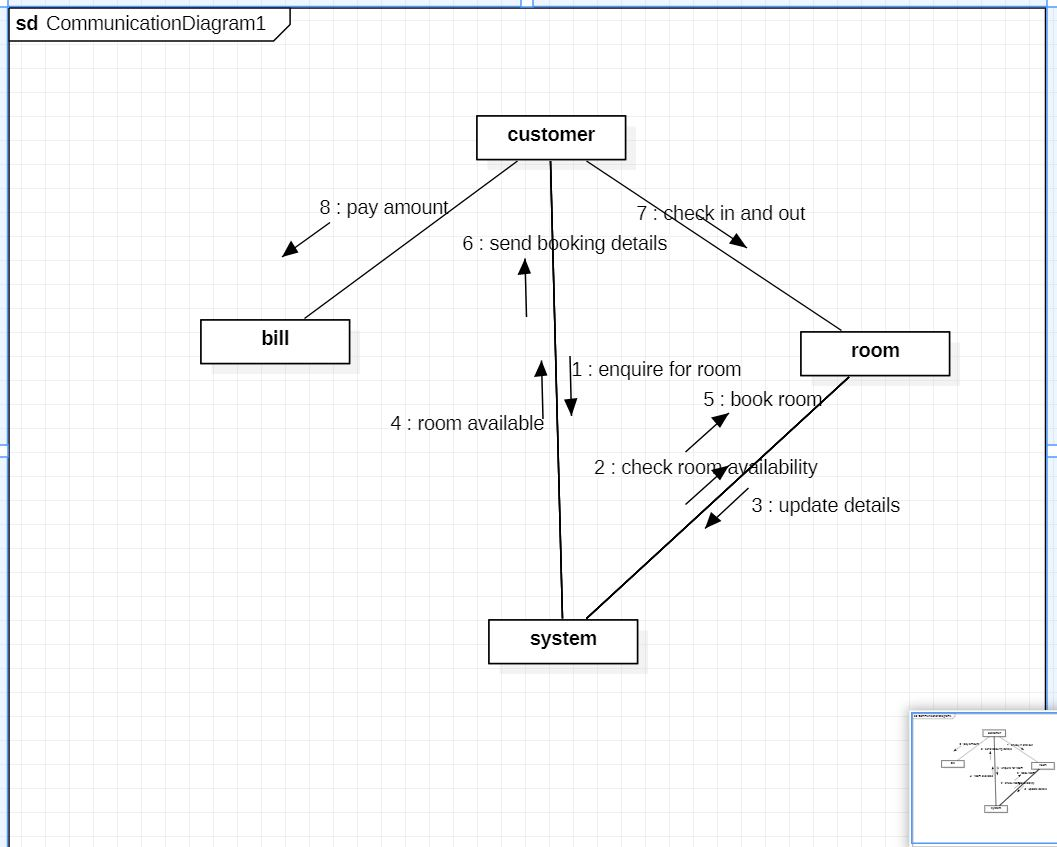 sd CommunicationDiagram1
customer
8 : pay amount
7 : check in and out
6 : send booking details
bill
room
1 : enquire for room
5 : book room
4 : room available
2 : check room availability
3 : update details
system